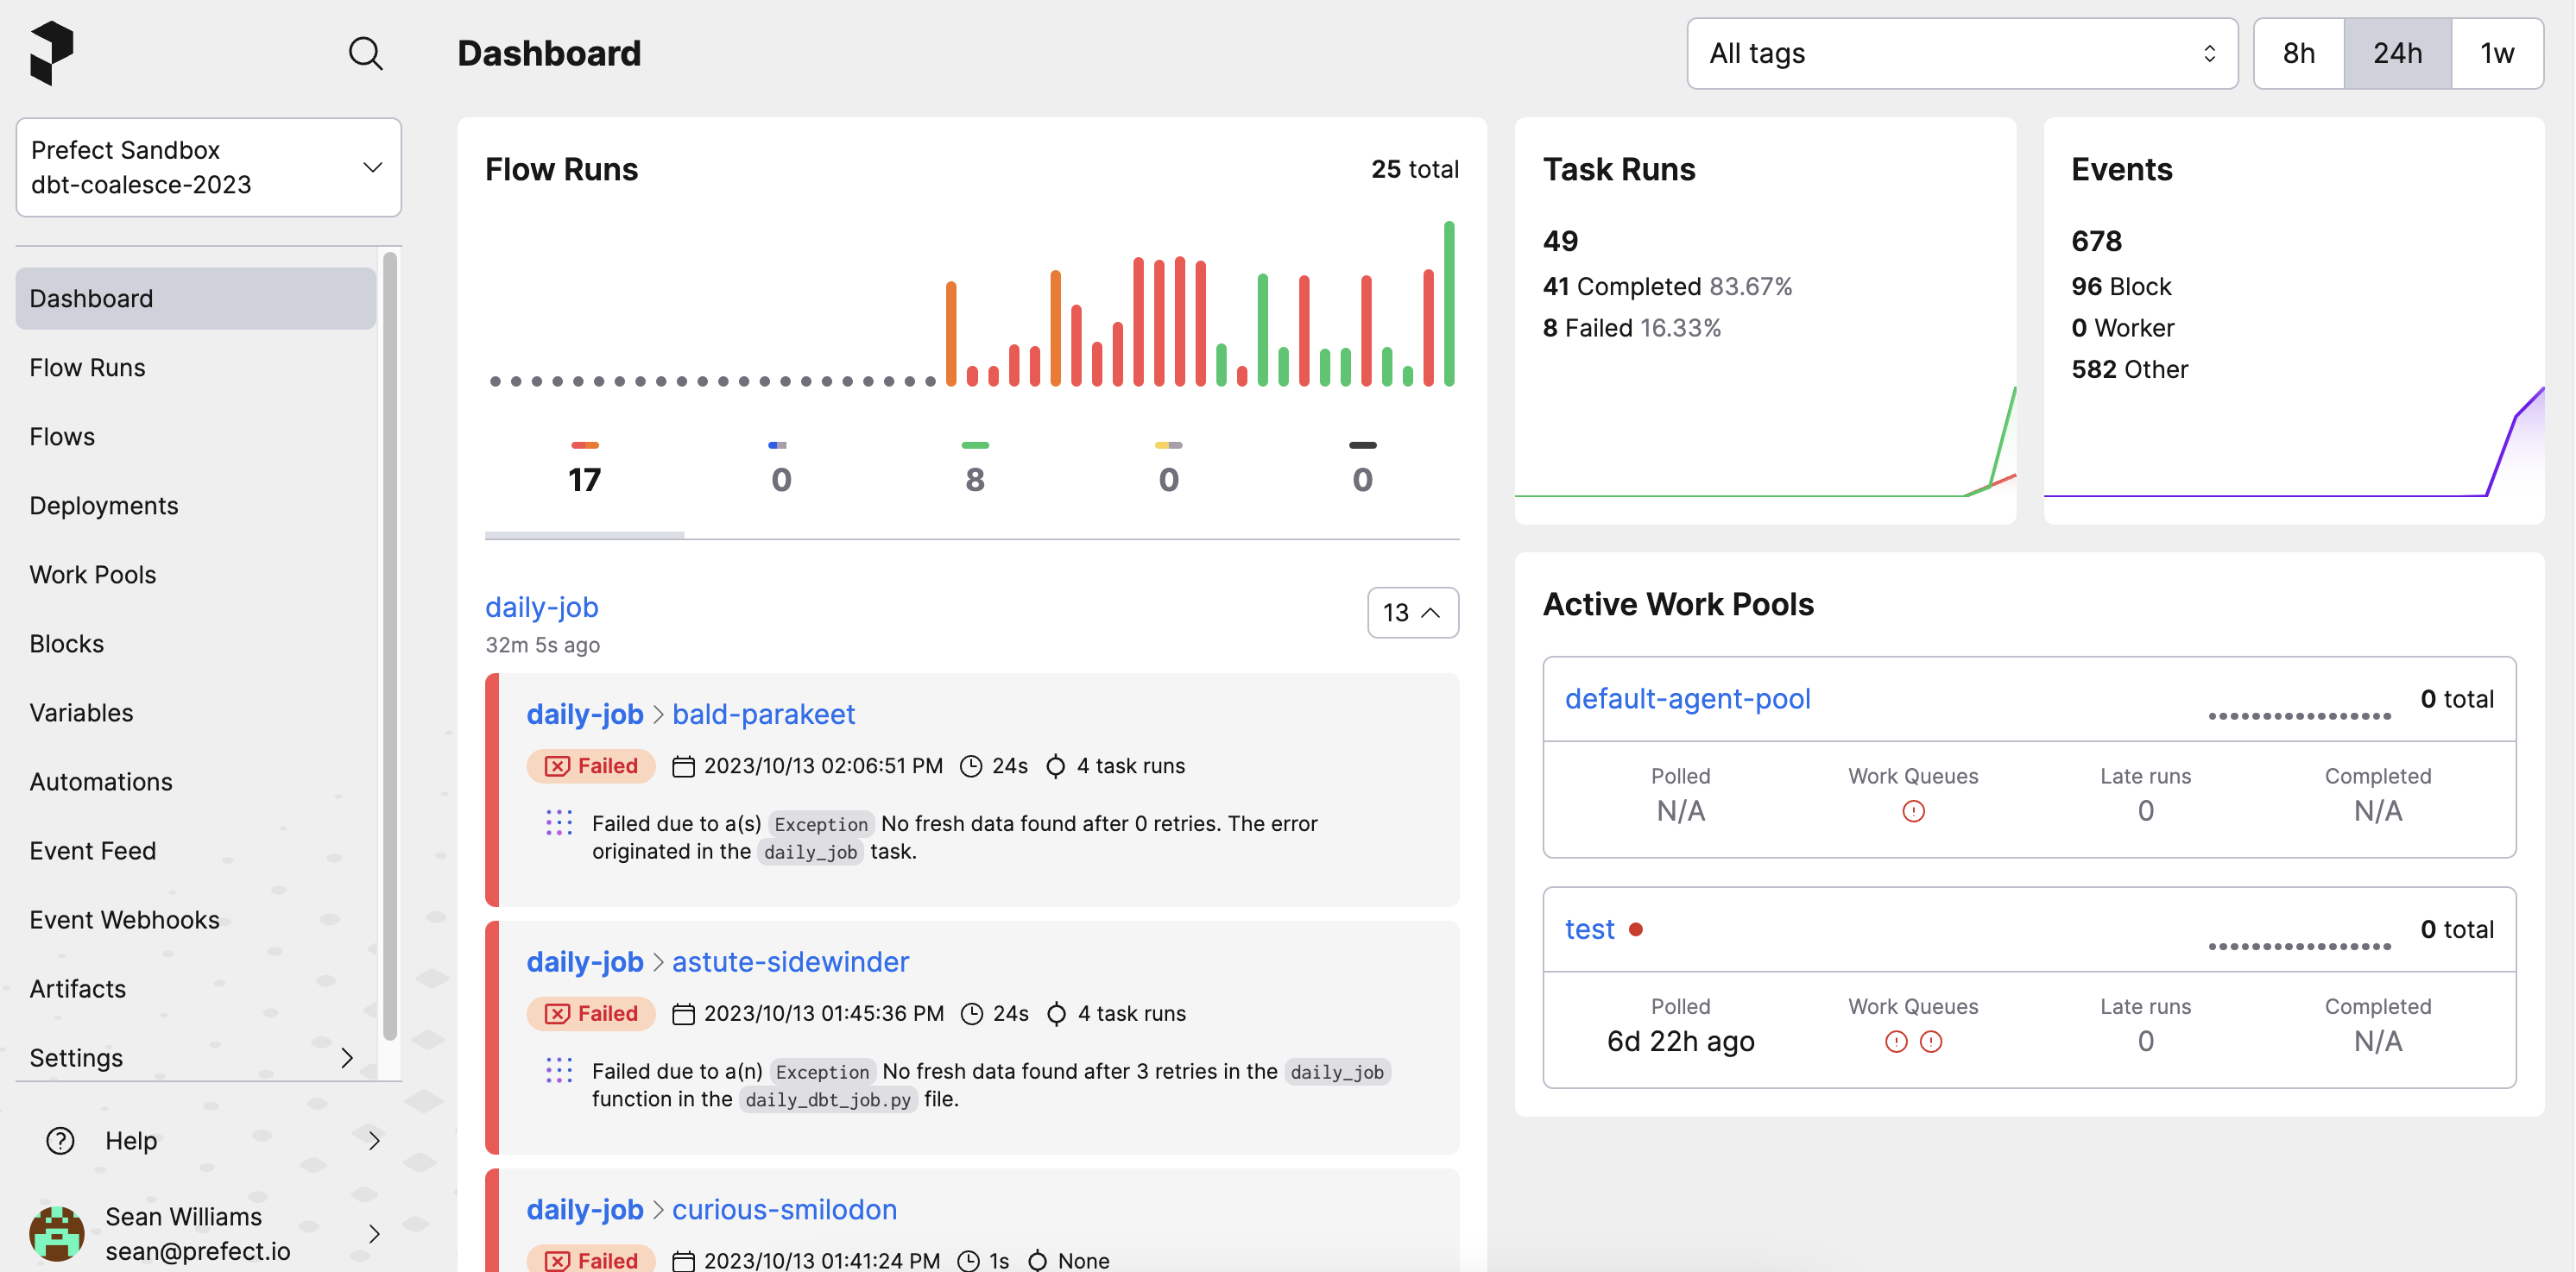 Dashboard
All tags
8h
24h
1w
Prefect Sandbox
dbt-coalesce-2023
Dashboard
Flow Runs
Flows
Deployments
Work Pools
Blocks
Variables
Automations
Event Feed
Event Webhooks
Artifacts
Settings
Help
Sean Williams
sean@prefect.io
Flow Runs
25 total
17
0
8
0
0
daily-job
32m 5s ago
13
daily-job > bald-parakeet
Failed 2023/10/13 02:06:51 PM 24s 4 task runs
Failed due to a(s) Exception No fresh data found after 0 retries. The error
originated in the daily_job task.
daily-job > astute-sidewinder
Failed 2023/10/13 01:45:36 PM 24s 4 task runs
Failed due to a(n) Exception No fresh data found after 3 retries in the daily_job
function in the daily_dbt_job.py file.
daily-job > curious-smilodon
Failed 2023/10/13 01:41:24 PM 1s None
Task Runs
49
41 Completed 83.67%
8 Failed 16.33%
Events
678
96 Block
0 Worker
582 Other
Active Work Pools
default-agent-pool
0 total
Polled
N/A
Work Queues
Late runs
0
Completed
N/A
test
0 total
Polled
6d 22h ago
Work Queues
Late runs
0
Completed
N/A